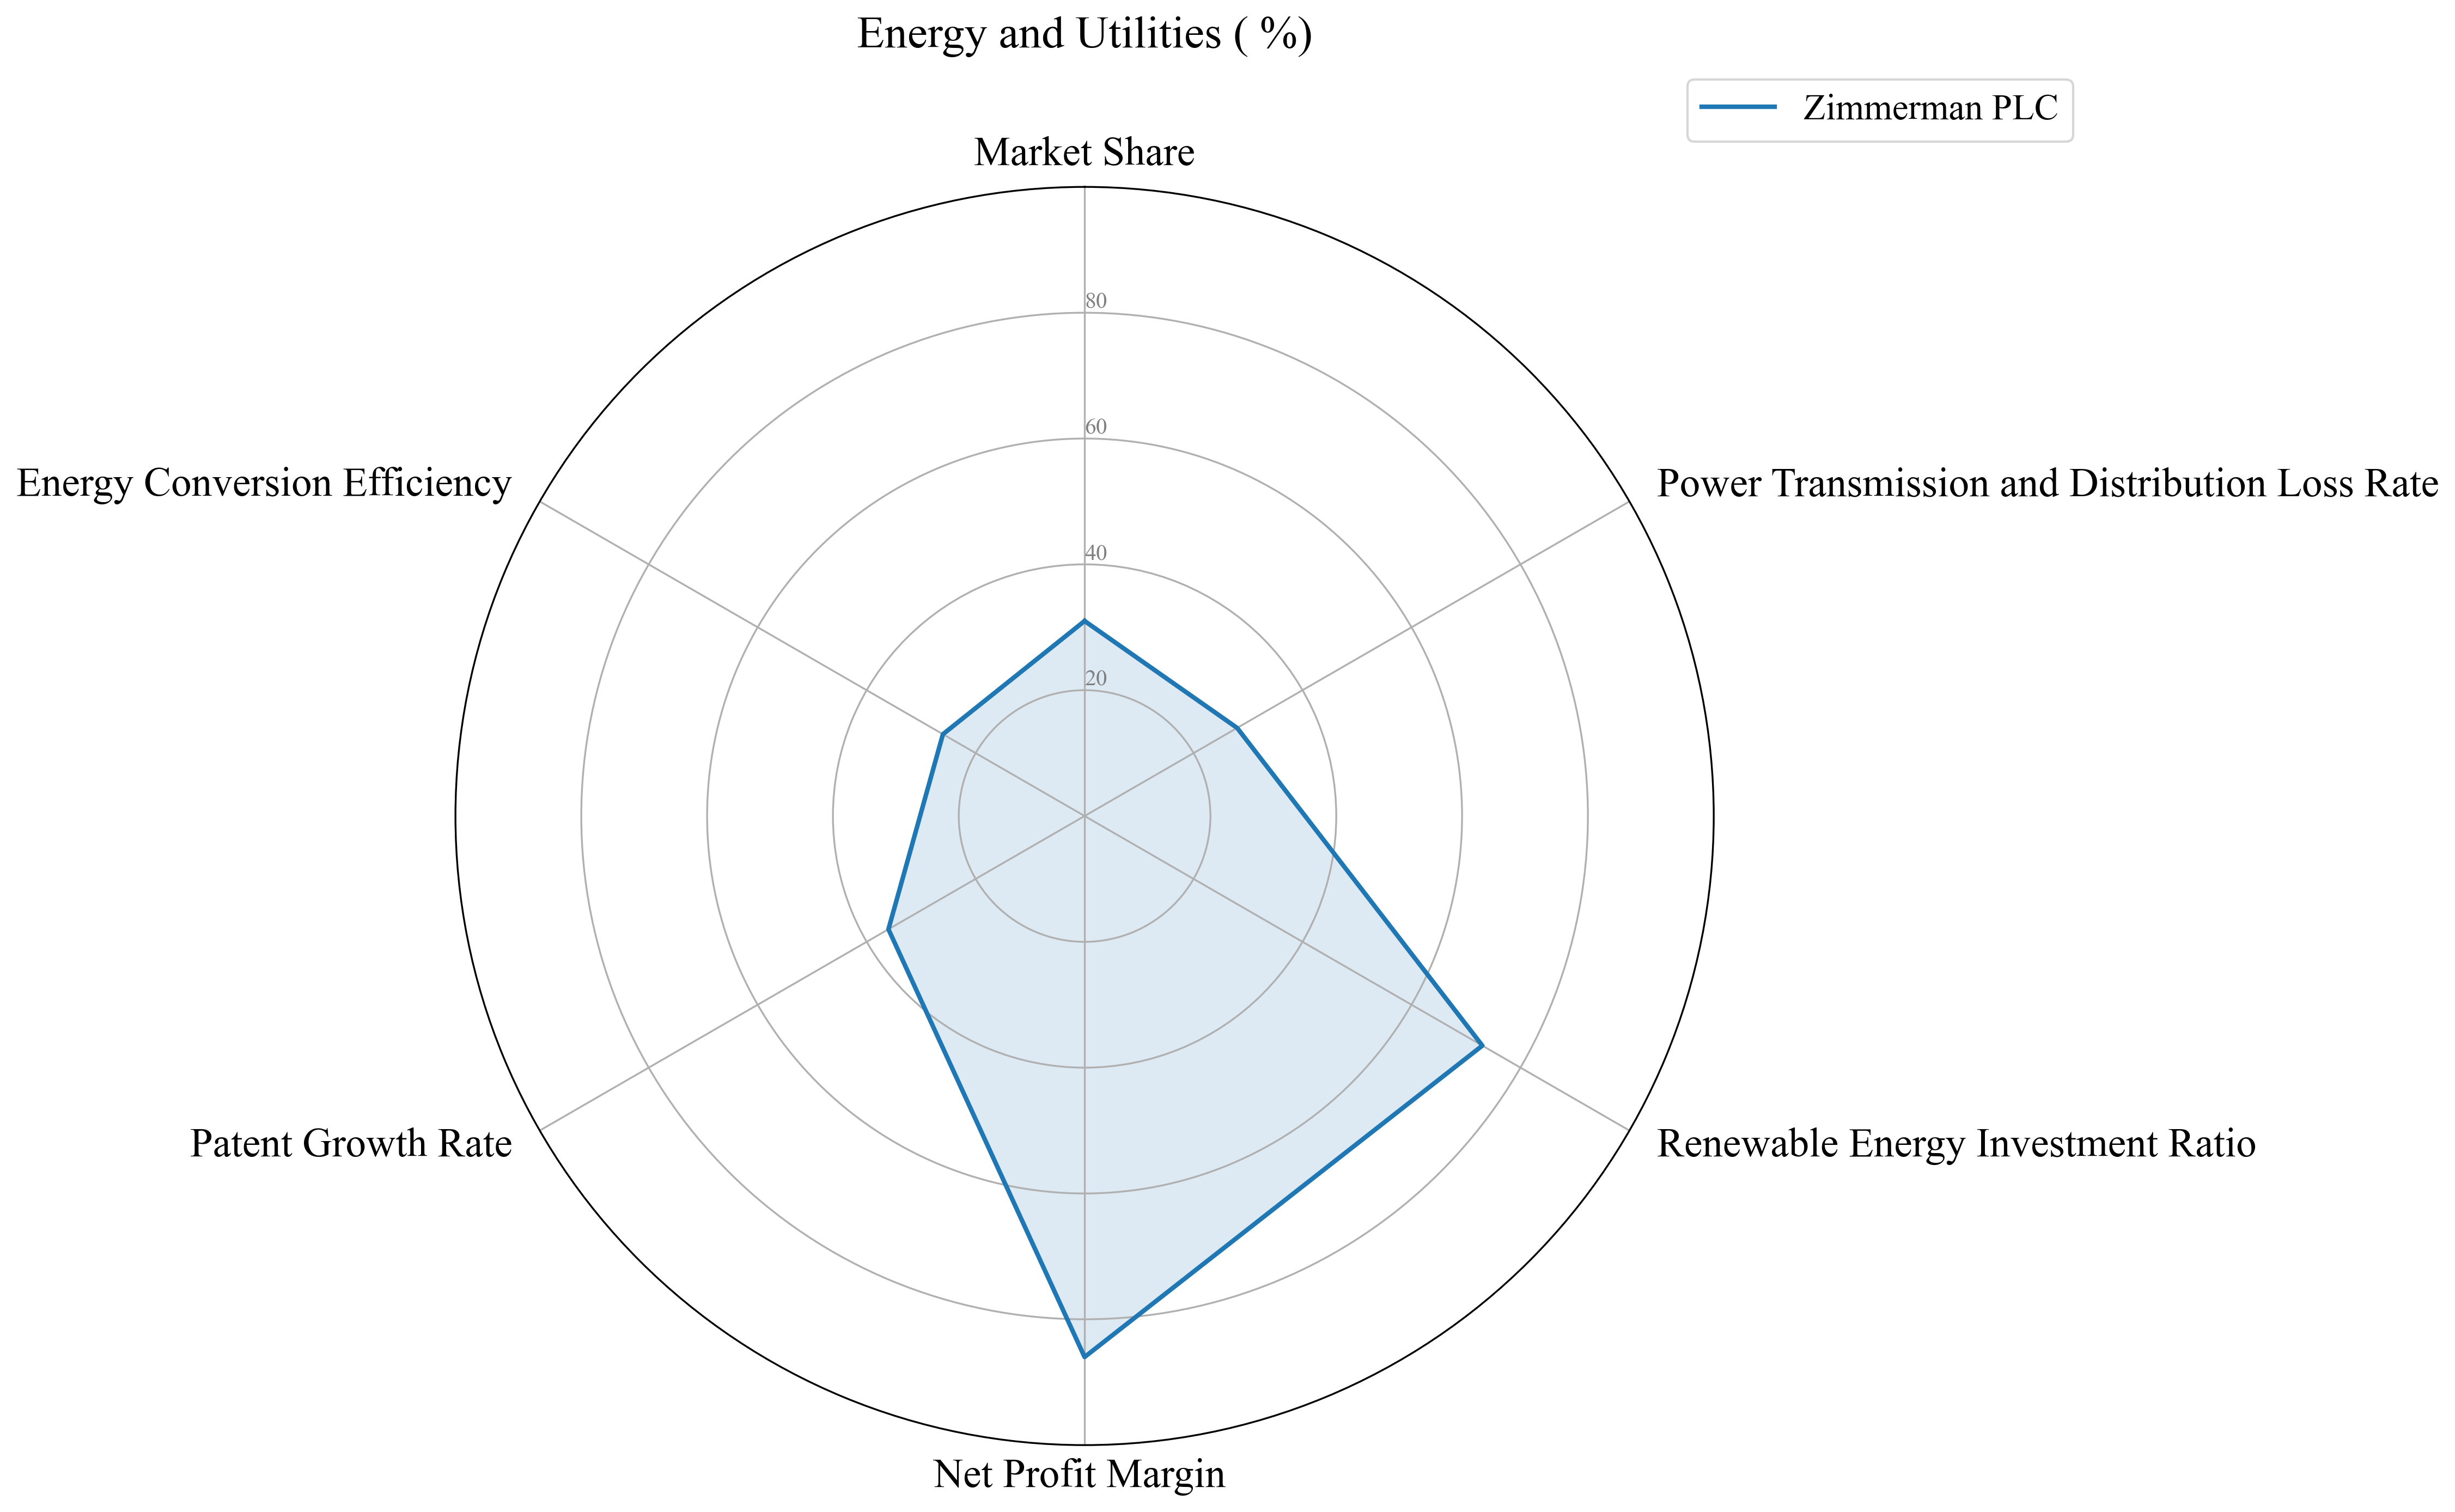 Energy and Utilities ( %)
Zimmerman PLC
Market Share
80
60
Energy Conversion Efficiency
Power Transmission and Distribution Loss Rate
40
20
Patent Growth Rate
Renewable Energy Investment Ratio
Net Profit Margin